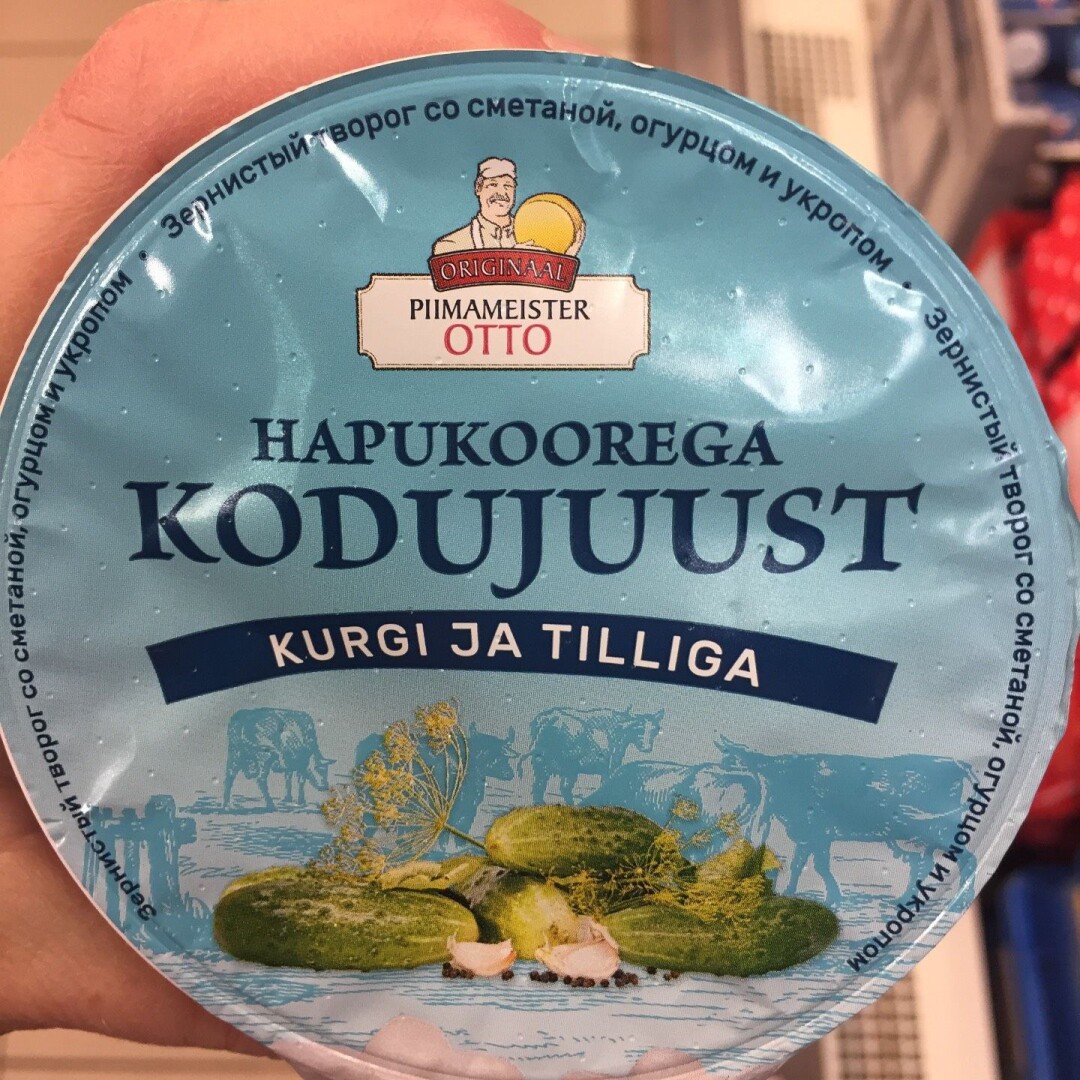 Зернистый творог со сметаной, огурцом и укропом • Зернистый творог со сметаной, огурцом и укропом • Зернистый творог со сметаной, огурцом и укропом
ORIGINAAL
PIIMAMEISTER
OTTO
HAPUKOOREGA
KODUJUUST
KURGI JA TILLIGA